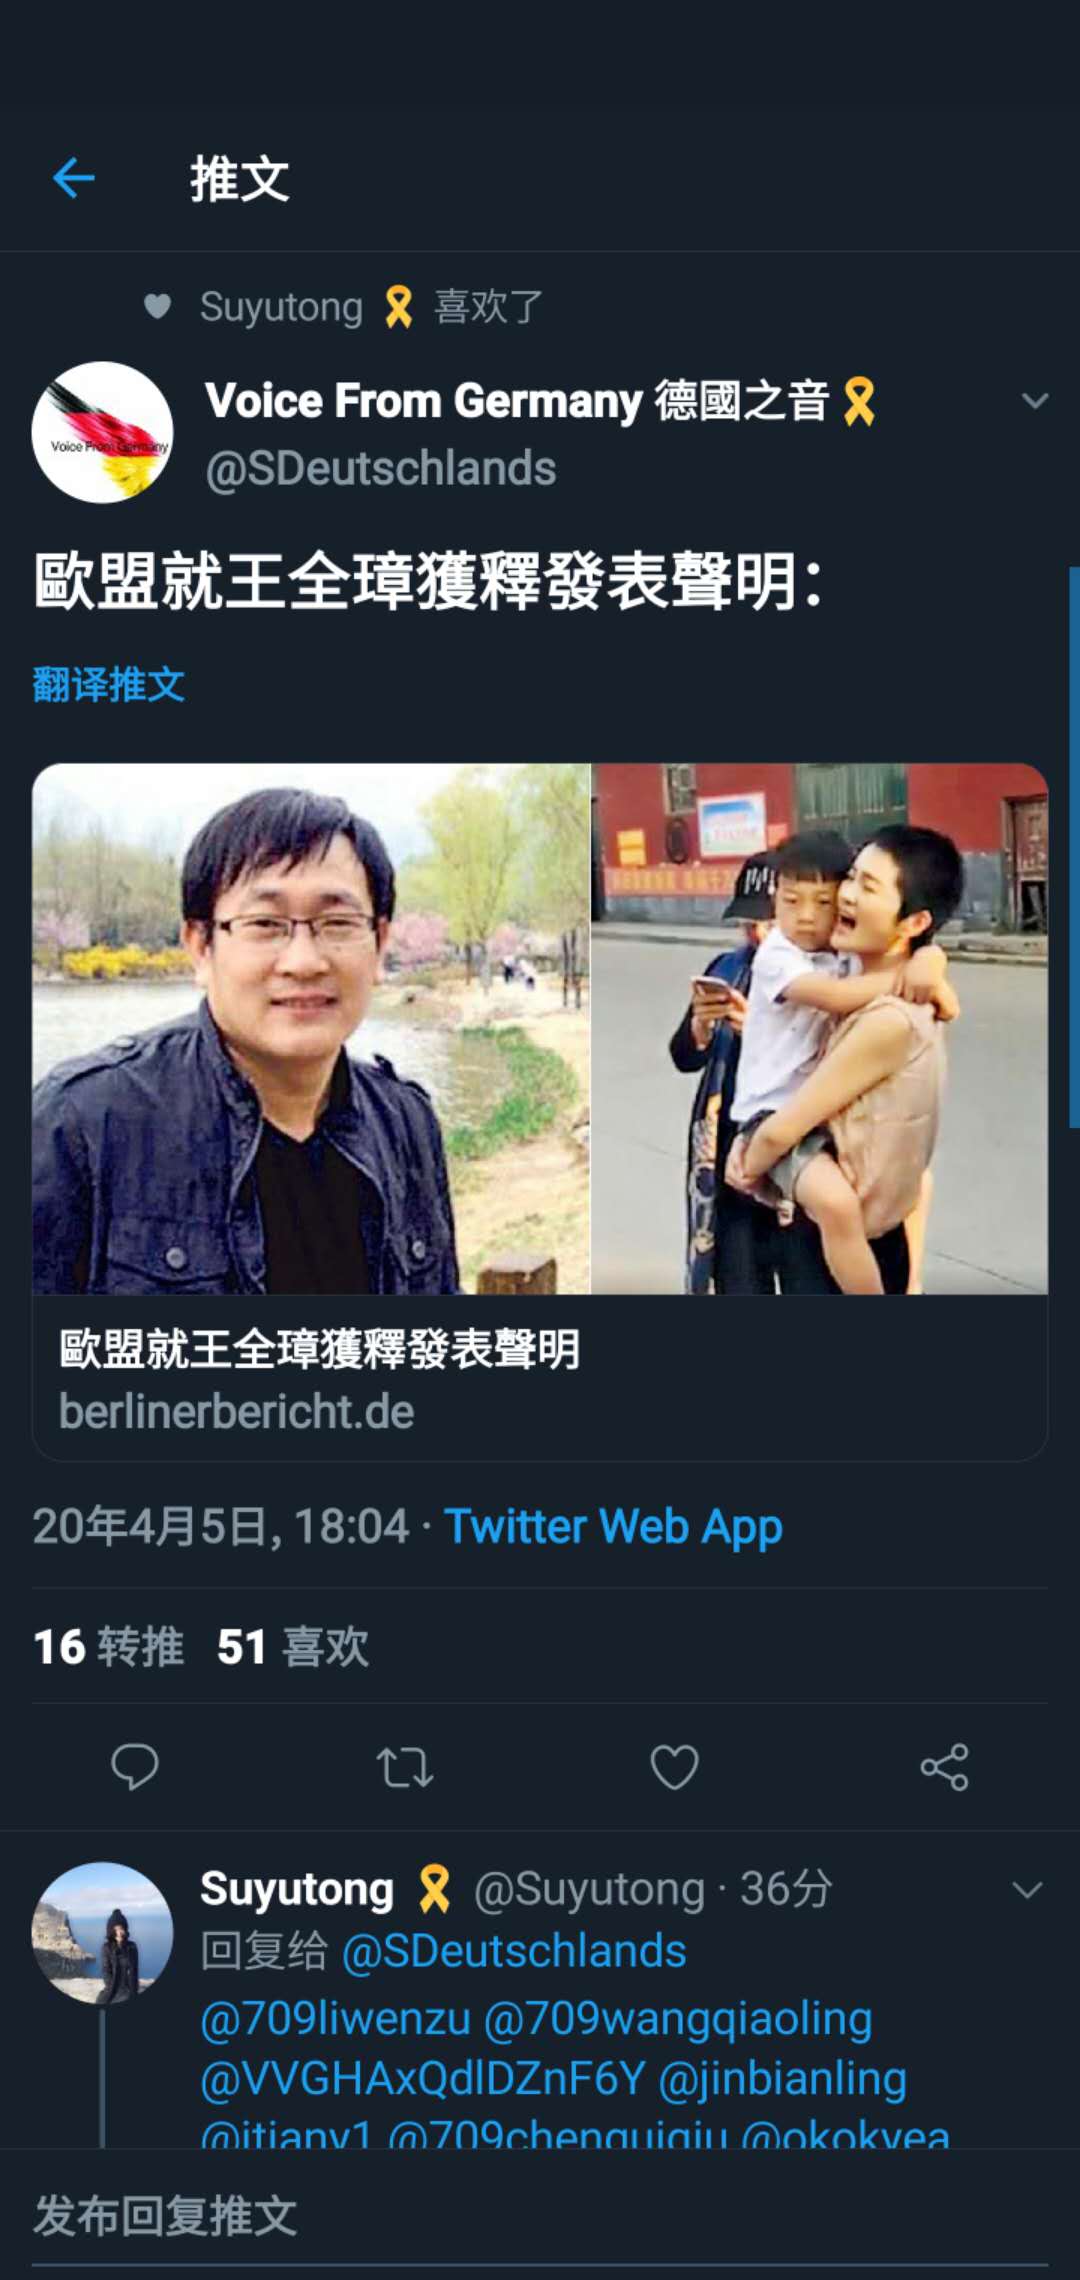 推文
Suyutong 🎗 喜欢了
Voice From Germany
Voice From Germany 德國之音🎗
@SDeutschlands
歐盟就王全璋獲釋發表聲明：
翻译推文
歐盟就王全璋獲釋發表聲明
berlinerbericht.de
20年4月5日, 18:04 · Twitter Web App
16 转推 51 喜欢
Suyutong 🎗 @Suyutong · 36分
回复给 @SDeutschlands
@709liwenzu @709wangqiaoling
@VVGHAxQdlDZnF6Y @jinbianling
@jtjany1 @709chenguiqiu @okokyea
发布回复推文